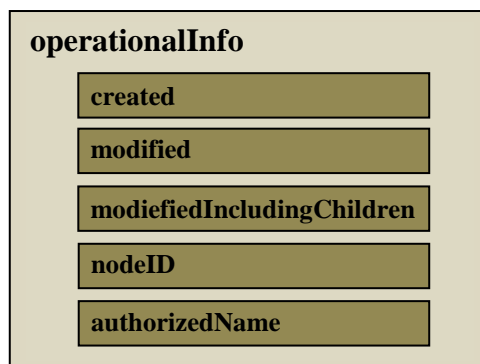 operationalInfo
created
modified
modiefiedIncludingChildren
nodeID
authorizedName